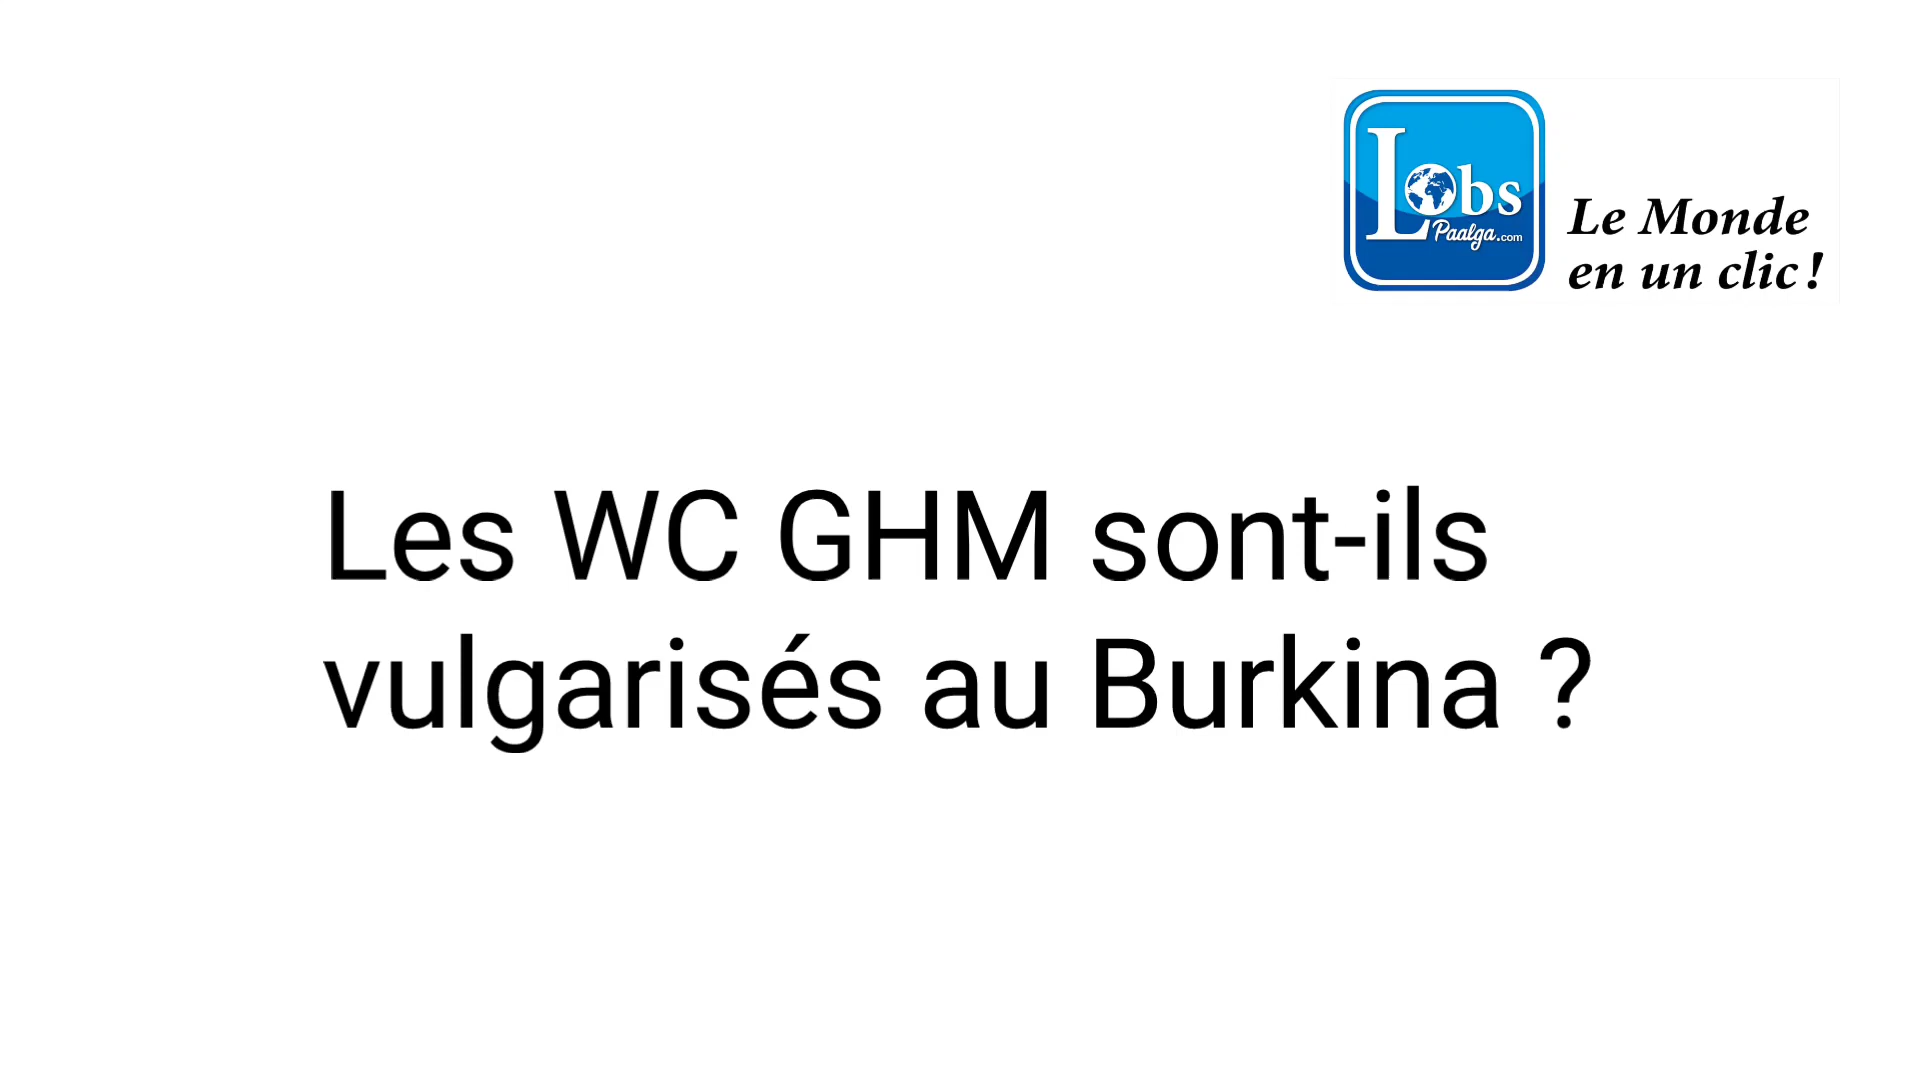 Lobs
Paalga.com
Le Monde
en un clic !
Les WC GHM sont-ils
vulgarisés au Burkina ?